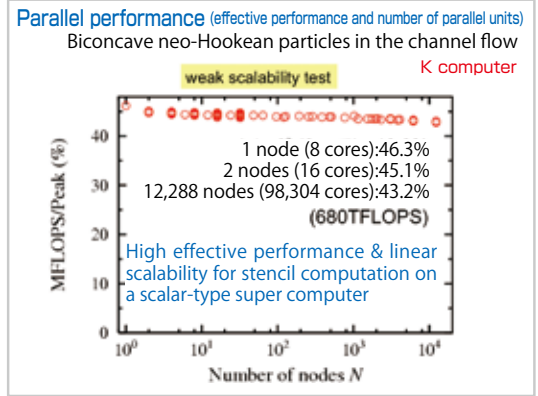 Parallel performance (effective performance and number of parallel units)
Biconcave neo-Hookean particles in the channel flow
K computer
weak scalability test
MFLOPS/Peak (%)
40
30
20
10
0
1 node (8 cores):46.3%
2 nodes (16 cores):45.1%
12,288 nodes (98,304 cores):43.2%
(680TFLOPS)
High effective performance & linear
scalability for stencil computation on
a scalar-type super computer
10⁰ 10¹ 10² 10³ 10⁴
Number of nodes N